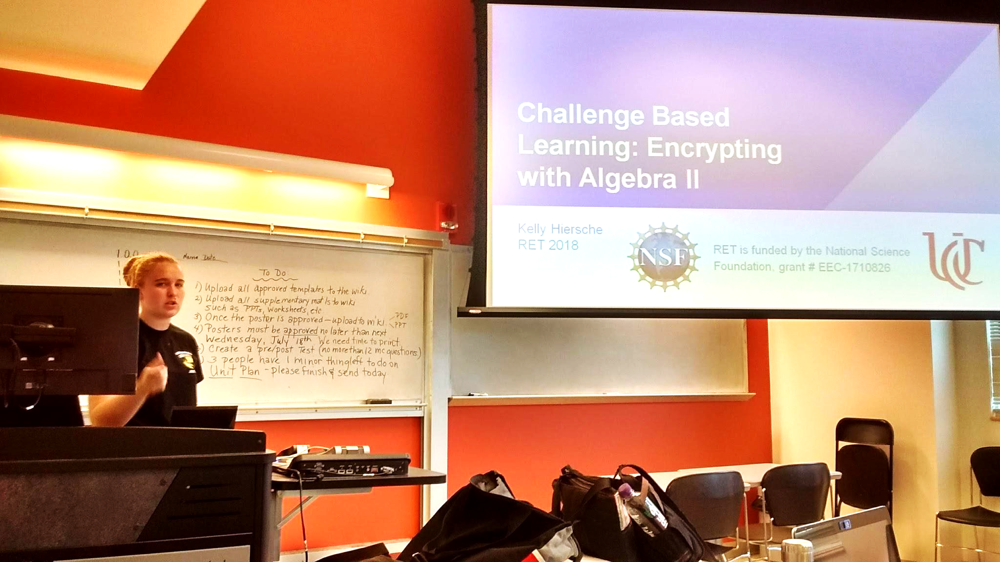 Challenge Based
Learning: Encrypting
with Algebra II
Kelly Hiersche
RET 2018
NSF
RET is funded by the National Science
Foundation, grant # EEC-1710826
UC
Name Date
To Do:
1) Upload all approved templates to the wiki.
2) Upload all supplementary mat'ls to wiki
such as PPTs, worksheets, etc.
3) Once the poster is approved – upload to wiki. PDF
PPT
4) Posters must be approved no later than next
Wednesday, July 18th. We need time to print.
) Create a pre/post Test (no more than 12 mc questions.)
) 3 people have 1 minor thing left to do on
Unit Plan - please finish & send today.